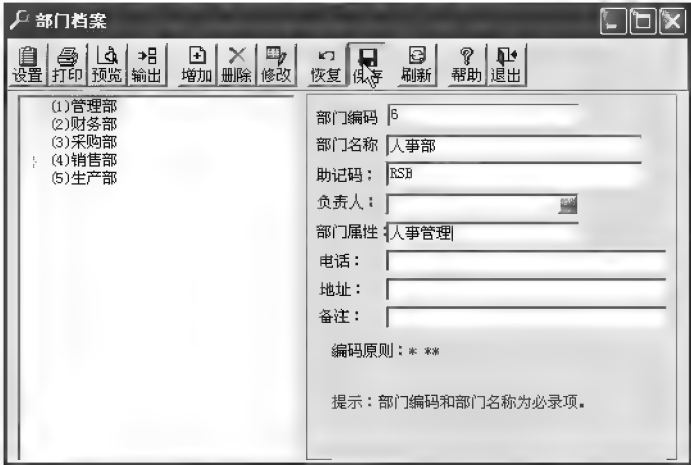 部门档案
设置 打印 预览 输出 增加 删除 修改 恢复 保存 刷新 帮助 退出
(1)管理部
(2)财务部
(3)采购部
(4)销售部
(5)生产部
部门编码 6
部门名称 人事部
助记码： RSB
负责人：
部门属性： 人事管理
电话：
地址：
备注：
编码原则：* **
提示：部门编码和部门名称为必录项。